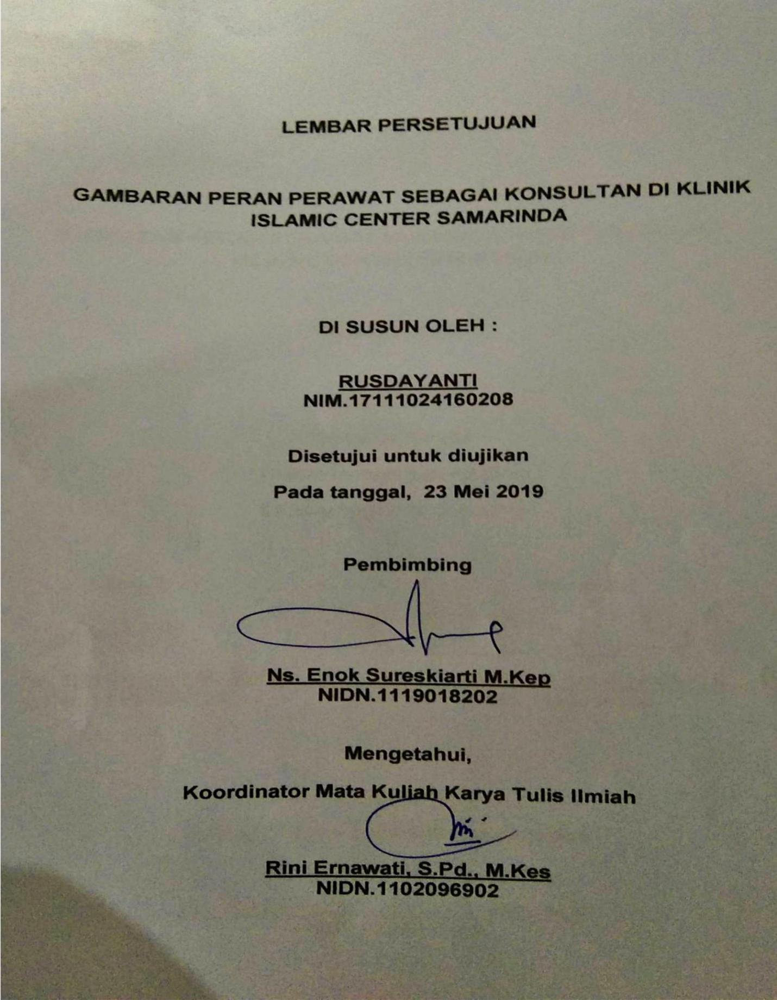 LEMBAR PERSETUJUAN
GAMBARAN PERAN PERAWAT SEBAGAI KONSULTAN DI KLINIK
ISLAMIC CENTER SAMARINDA
DI SUSUN OLEH :
RUSDAYANTI
NIM.17111024160208
Disetujui untuk diujikan
Pada tanggal, 23 Mei 2019
Pembimbing
Ns. Enok Sureskiarti M.Kep
NIDN.1119018202
Mengetahui,
Koordinator Mata Kuliah Karya Tulis Ilmiah
Rini Ernawati, S.Pd., M.Kes
NIDN.1102096902